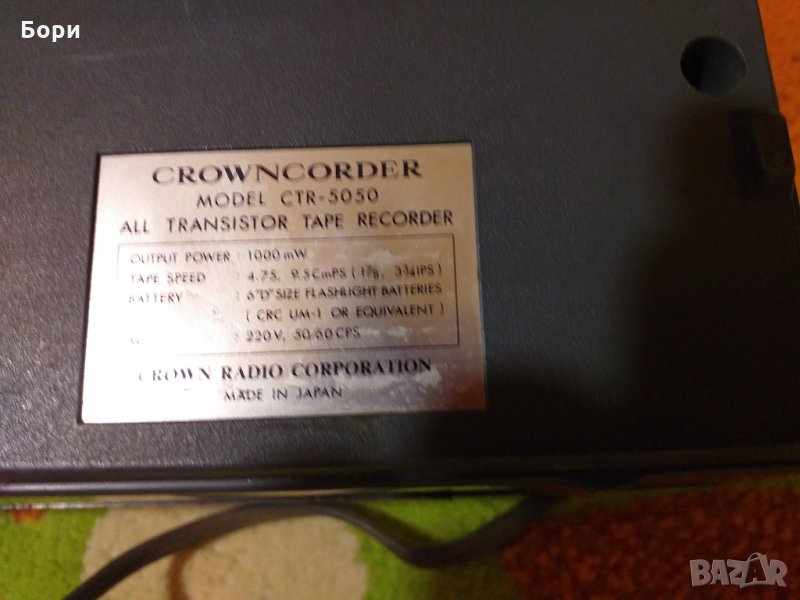 Бори
CROWNCORDER
MODEL CTR-5050
ALL TRANSISTOR TAPE RECORDER
OUTPUT POWER : 1000 mW
TAPE SPEED : 4.75, 9.5CmPS ( 1⅞, 3¾IPS )
BATTERY : 6"D" SIZE FLASHLIGHT BATTERIES
( CRC UM-1 OR EQUIVALENT )
: 220V, 50/60 CPS
CROWN RADIO CORPORATION
MADE IN JAPAN
BAZAR